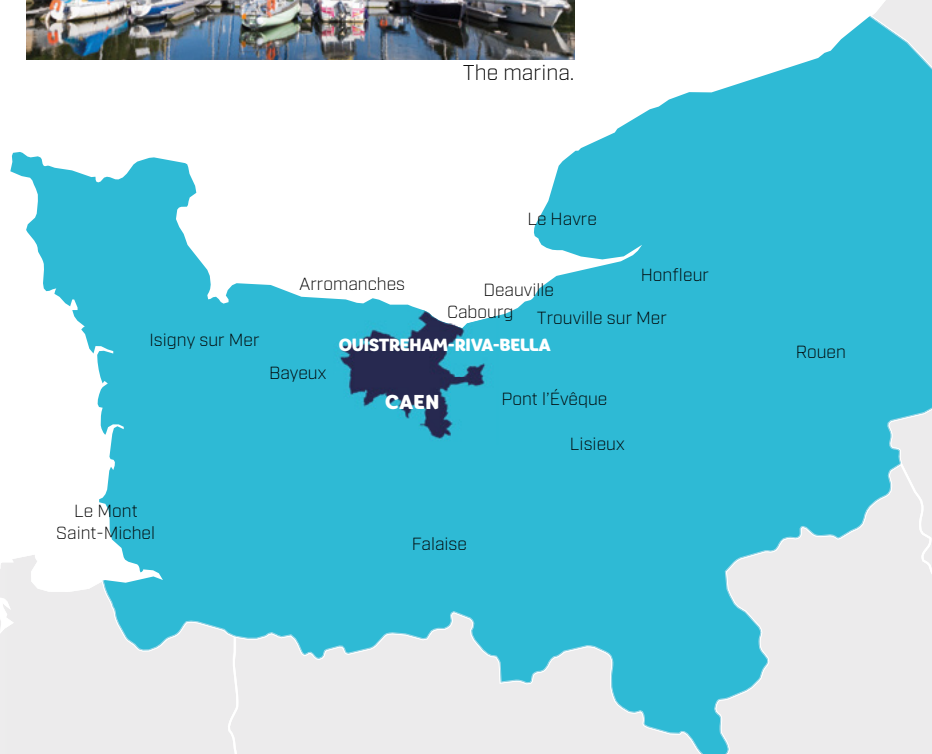 The marina.
Le Havre
Honfleur
Arromanches
Deauville
Cabourg
Trouville sur Mer
Isigny sur Mer
OUISTREHAM-RIVA-BELLA
Rouen
Bayeux
CAEN
Pont l'Évêque
Lisieux
Le Mont
Saint-Michel
Falaise